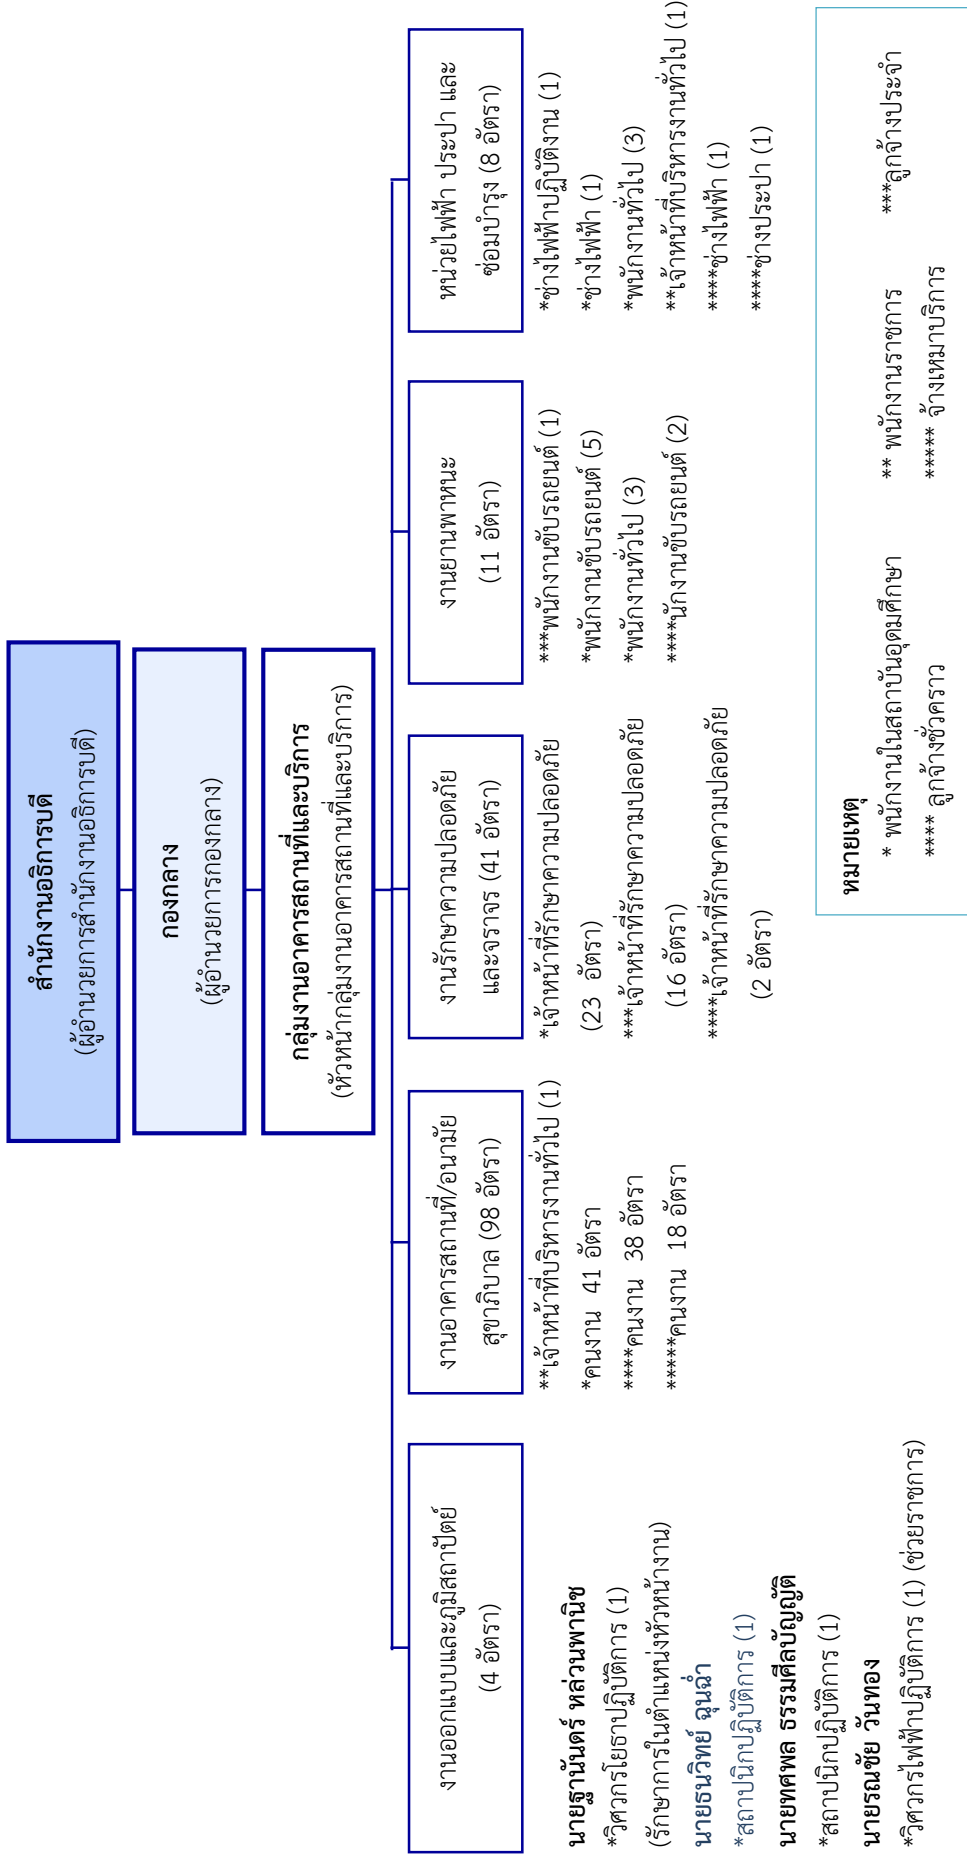 สำนักงานอธิการบดี
(ผู้อำนวยการสำนักงานอธิการบดี)
กองกลาง
(ผู้อำนวยการกองกลาง)
กลุ่มงานอาคารสถานที่และบริการ
(หัวหน้ากลุ่มงานอาคารสถานที่และบริการ)
งานออกแบบและภูมิสถาปัตย์
(4 อัตรา)
นายฐานันดร์ หล่วนพานิช
*วิศวกรโยธาปฏิบัติการ (1)
(รักษาการในตำแหน่งหัวหน้างาน)
นายธนวิทย์ ฉุนฉ่ำ
*สถาปนิกปฏิบัติการ (1)
นายทศพล ธรรมศีลบัญญัติ
*สถาปนิกปฏิบัติการ (1)
นายรณชัย วันทอง
*วิศวกรไฟฟ้าปฏิบัติการ (1) (ช่วยราชการ)
งานอาคารสถานที่/อนามัย
สุขาภิบาล (98 อัตรา)
**เจ้าหน้าที่บริหารงานทั่วไป (1)
*คนงาน 41 อัตรา
****คนงาน 38 อัตรา
*****คนงาน 18 อัตรา
งานรักษาความปลอดภัย
และจราจร (41 อัตรา)
*เจ้าหน้าที่รักษาความปลอดภัย
(23 อัตรา)
***เจ้าหน้าที่รักษาความปลอดภัย
(16 อัตรา)
****เจ้าหน้าที่รักษาความปลอดภัย
(2 อัตรา)
งานยานพาหนะ
(11 อัตรา)
***พนักงานขับรถยนต์ (1)
*พนักงานขับรถยนต์ (5)
*พนักงานทั่วไป (3)
****นักงานขับรถยนต์ (2)
หน่วยไฟฟ้า ประปา และ
ซ่อมบำรุง (8 อัตรา)
*ช่างไฟฟ้าปฏิบัติงาน (1)
*ช่างไฟฟ้า (1)
*พนักงานทั่วไป (3)
**เจ้าหน้าที่บริหารงานทั่วไป (1)
****ช่างไฟฟ้า (1)
****ช่างประปา (1)
หมายเหตุ
* พนักงานในสถาบันอุดมศึกษา ** พนักงานราชการ ***ลูกจ้างประจำ
**** ลูกจ้างชั่วคราว ***** จ้างเหมาบริการ